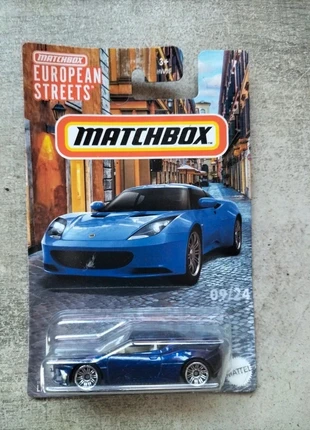 MATCHBOX
EUROPEAN
STREETS
3+
MATCHBOX
09/24
MATTEL